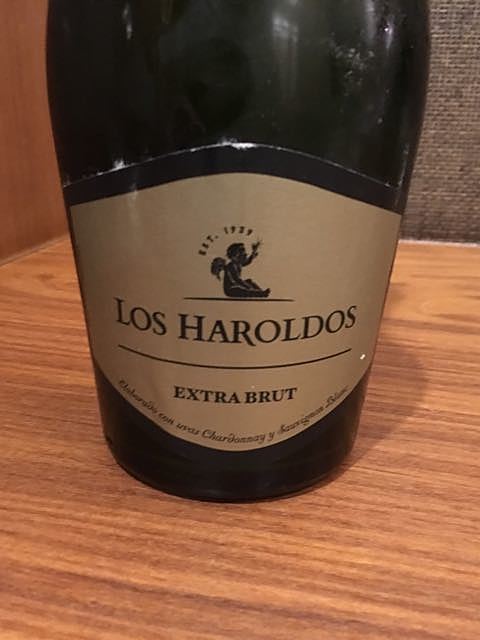 EST. 1939
LOS HAROLDOS
EXTRA BRUT
Elaborado con uvas Chardonnay y Sauvignon Blanc